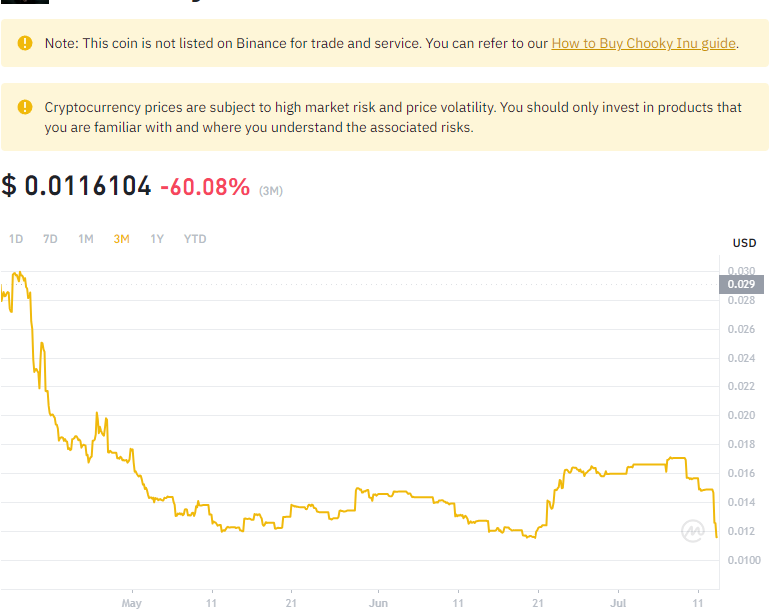 Note: This coin is not listed on Binance for trade and service. You can refer to our How to Buy Chooky Inu guide.
Cryptocurrency prices are subject to high market risk and price volatility. You should only invest in products that
you are familiar with and where you understand the associated risks.
$ 0.0116104 -60.08% (3M)
1D 7D 1M 3M 1Y YTD
USD
0.030
0.029
0.028
0.026
0.024
0.022
0.020
0.018
0.016
0.014
0.012
0.0100
May 11 21 Jun 11 21 Jul 11